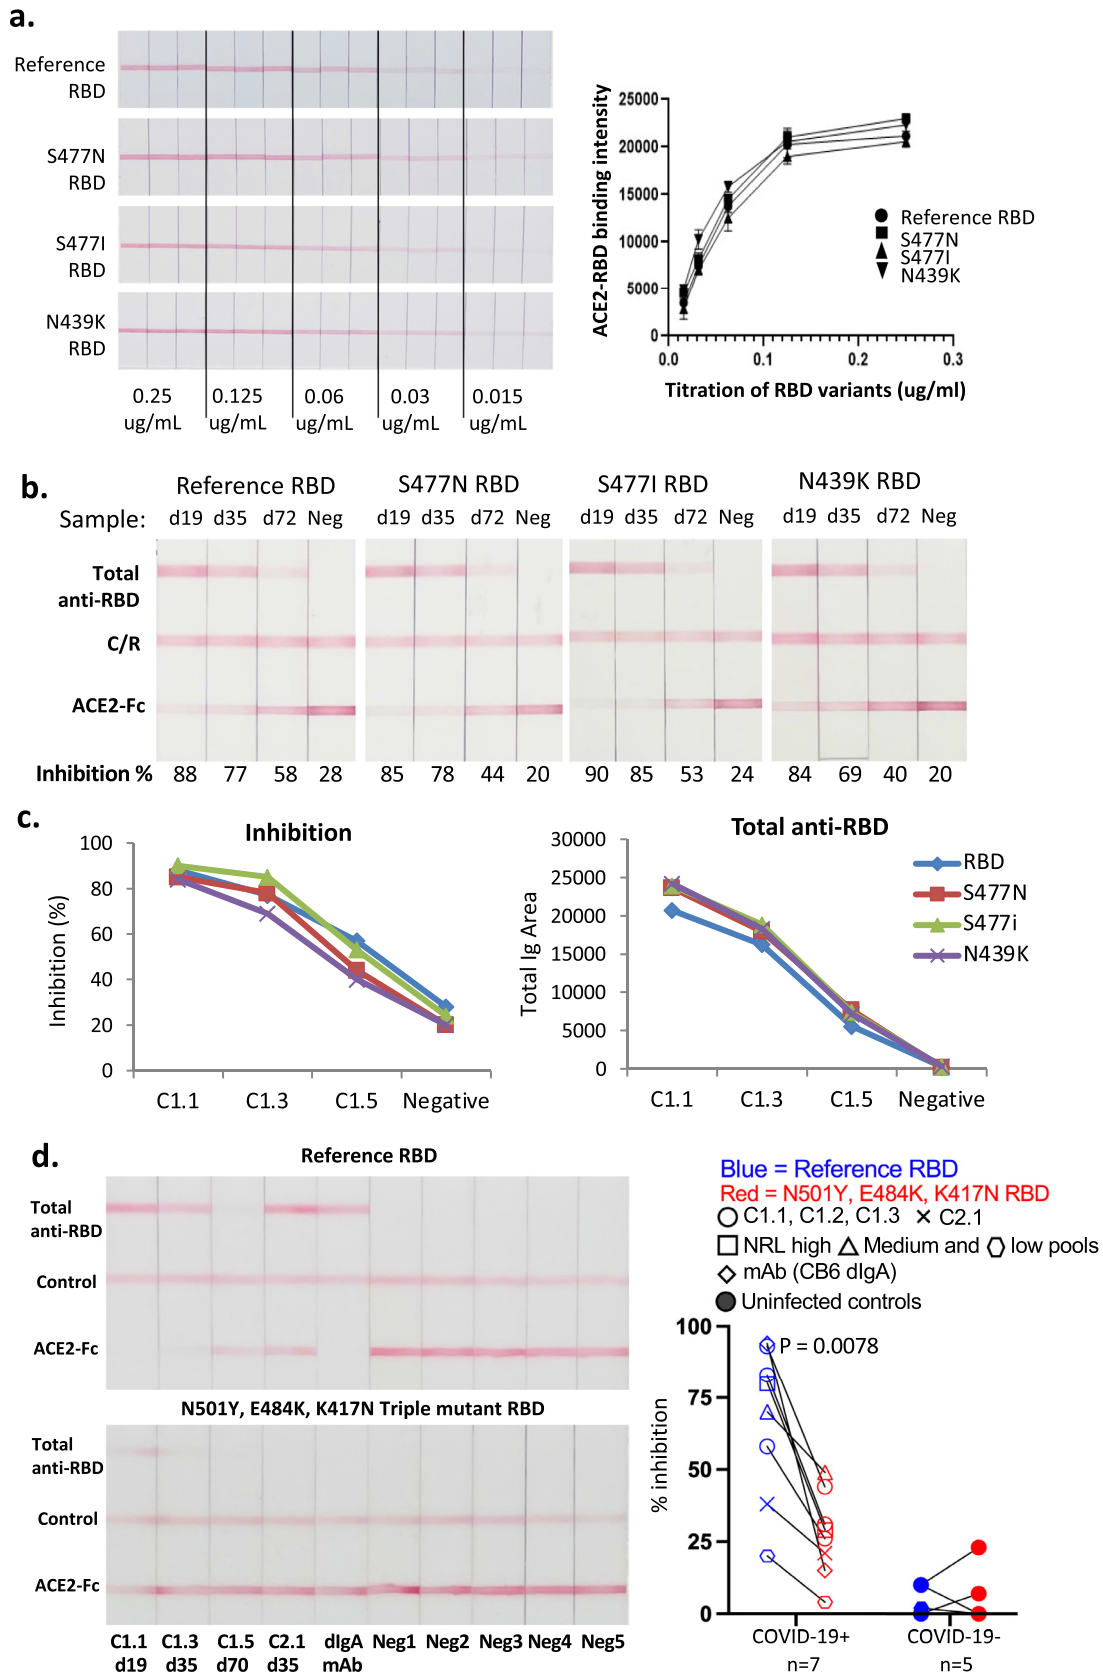 a.
Reference
RBD
S477N
RBD
S477I
RBD
N439K
RBD
0.25 0.125 0.06 0.03 0.015
ug/mL ug/mL ug/mL ug/mL ug/mL
ACE2-RBD binding intensity
25000
20000
15000
10000
5000
0
0.0 0.1 0.2 0.3
Titration of RBD variants (ug/ml)
Reference RBD
S477N
S477I
N439K
b.
Reference RBD S477N RBD S477I RBD N439K RBD
Sample: d19 d35 d72 Neg d19 d35 d72 Neg d19 d35 d72 Neg d19 d35 d72 Neg
Total
anti-RBD
C/R
ACE2-Fc
Inhibition % 88 77 58 28 85 78 44 20 90 85 53 24 84 69 40 20
c.
Inhibition
Inhibition (%)
100
80
60
40
20
0
C1.1 C1.3 C1.5 Negative
Total anti-RBD
Total Ig Area
30000
25000
20000
15000
10000
5000
0
C1.1 C1.3 C1.5 Negative
RBD
S477N
S477i
N439K
d.
Reference RBD
Total
anti-RBD
Control
ACE2-Fc
N501Y, E484K, K417N Triple mutant RBD
Total
anti-RBD
Control
ACE2-Fc
C1.1 C1.3 C1.5 C2.1 dIgA Neg1 Neg2 Neg3 Neg4 Neg5
d19 d35 d70 d35 mAb
Blue = Reference RBD
Red = N501Y, E484K, K417N RBD
C1.1, C1.2, C1.3 C2.1
NRL high Medium and low pools
mAb (CB6 dIgA)
Uninfected controls
% inhibition
100
75
50
25
0
P = 0.0078
COVID-19+ COVID-19-
n=7 n=5